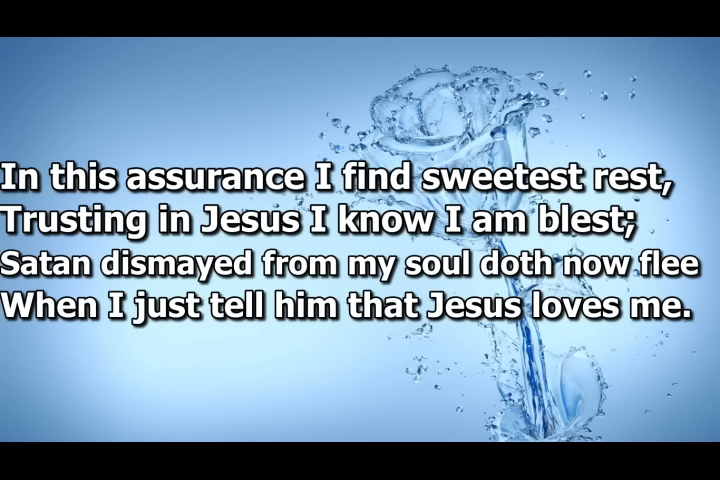 In this assurance I find sweetest rest,
Trusting in Jesus I know I am blest;
Satan dismayed from my soul doth now flee
When I just tell him that Jesus loves me.